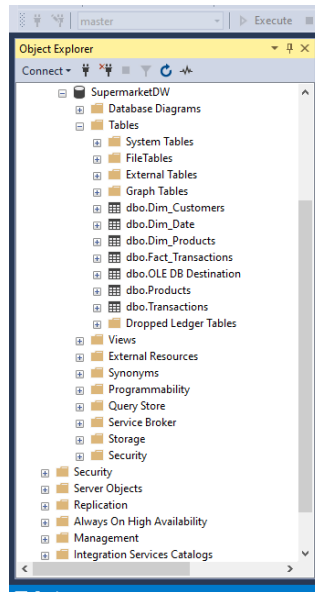 master
Execute
Object Explorer
Connect
SupermarketDW
Database Diagrams
Tables
System Tables
FileTables
External Tables
Graph Tables
dbo.Dim_Customers
dbo.Dim_Date
dbo.Dim_Products
dbo.Fact_Transactions
dbo.OLE DB Destination
dbo.Products
dbo.Transactions
Dropped Ledger Tables
Views
External Resources
Synonyms
Programmability
Query Store
Service Broker
Storage
Security
Security
Server Objects
Replication
Always On High Availability
Management
Integration Services Catalogs